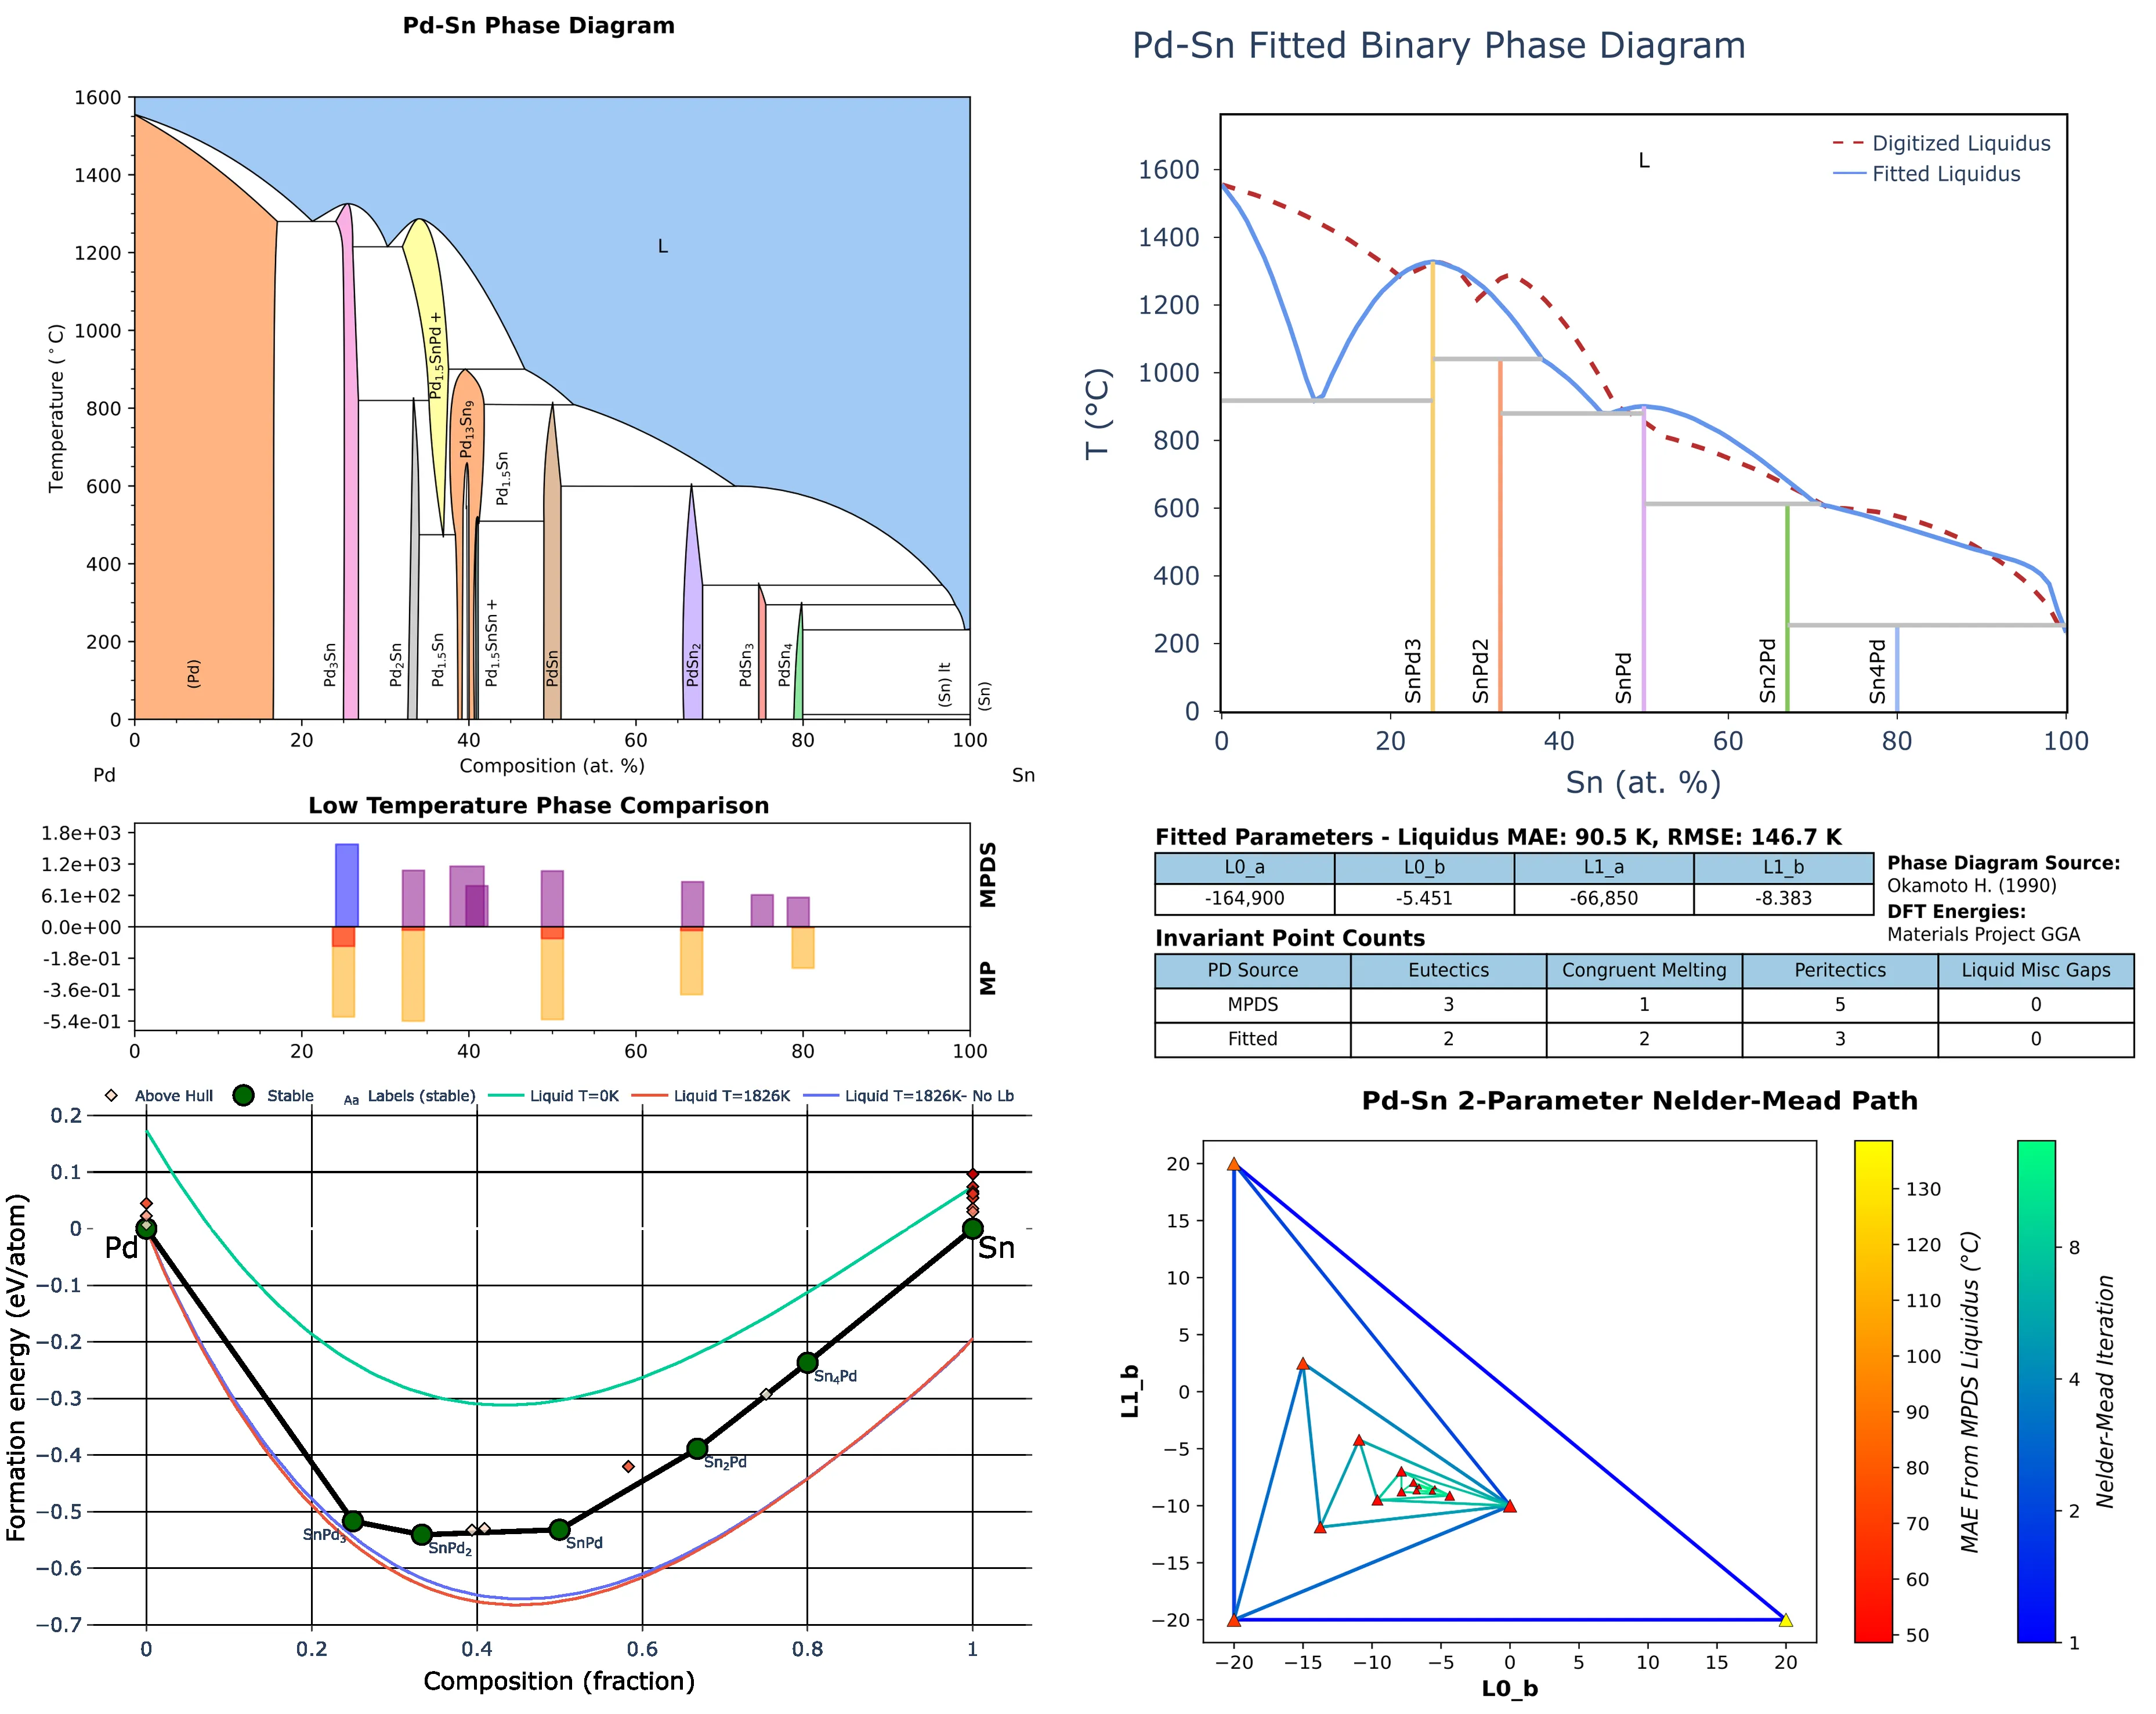 Pd-Sn Phase Diagram
1600
1400
1200
1000
800
600
400
200
0
Temperature (°C)
L
(Pd)
Pd3Sn
Pd2Sn
Pd1.5SnPd+
Pd1.5Sn
Pd13Sn9
Pd1.5Sn
Pd1.5SnSn+
PdSn
PdSn2
PdSn3
PdSn4
(Sn) lt
(Sn)
0 20 40 60 80 100
Composition (at. %)
Pd Sn
Pd-Sn Fitted Binary Phase Diagram
L
Digitized Liquidus
Fitted Liquidus
1600
1400
1200
1000
800
600
400
200
0
T (°C)
SnPd3
SnPd2
SnPd
Sn2Pd
Sn4Pd
0 20 40 60 80 100
Sn (at. %)
Low Temperature Phase Comparison
1.8e+03
1.2e+03
6.1e+02
0.0e+00
-1.8e-01
-3.6e-01
-5.4e-01
MPDS
MP
0 20 40 60 80 100
Fitted Parameters - Liquidus MAE: 90.5 K, RMSE: 146.7 K
L0_a L0_b L1_a L1_b
-164,900 -5.451 -66,850 -8.383
Phase Diagram Source:
Okamoto H. (1990)
DFT Energies:
Materials Project GGA
Invariant Point Counts
PD Source Eutectics Congruent Melting Peritectics Liquid Misc Gaps
MPDS 3 1 5 0
Fitted 2 2 3 0
Above Hull Stable Aa Labels (stable) Liquid T=0K Liquid T=1826K Liquid T=1826K- No Lb
0.2
0.1
0
−0.1
−0.2
−0.3
−0.4
−0.5
−0.6
−0.7
Formation energy (eV/atom)
Pd
Sn
SnPd3
SnPd2
SnPd
Sn2Pd
Sn4Pd
0 0.2 0.4 0.6 0.8 1
Composition (fraction)
Pd-Sn 2-Parameter Nelder-Mead Path
20
15
10
5
0
−5
−10
−15
−20
L1_b
−20 −15 −10 −5 0 5 10 15 20
L0_b
130
120
110
100
90
80
70
60
50
MAE From MPDS Liquidus (°C)
8
4
2
1
Nelder-Mead Iteration